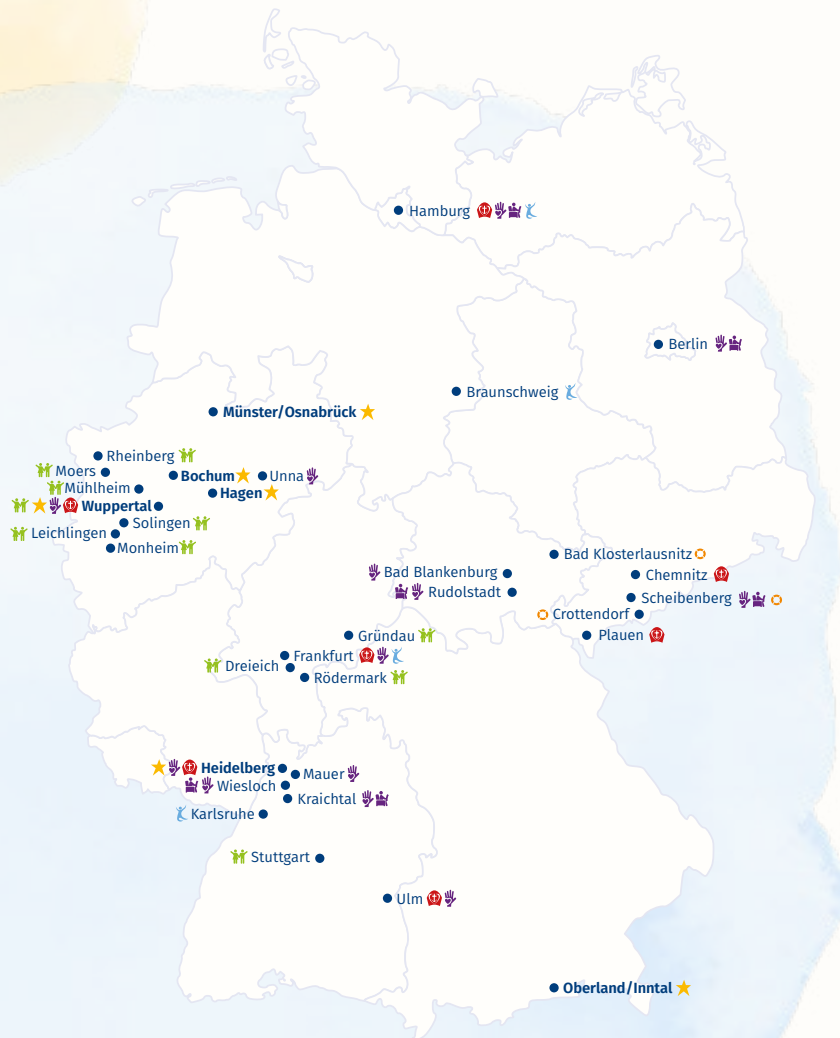 Hamburg
Berlin
Braunschweig
Münster/Osnabrück
Rheinberg
Moers
Bochum
Unna
Mühlheim
Hagen
Wuppertal
Solingen
Leichlingen
Monheim
Bad Klosterlausnitz
Bad Blankenburg
Chemnitz
Rudolstadt
Scheibenberg
Crottendorf
Gründau
Plauen
Frankfurt
Dreieich
Rödermark
Heidelberg
Mauer
Wiesloch
Kraichtal
Karlsruhe
Stuttgart
Ulm
Oberland/Inntal